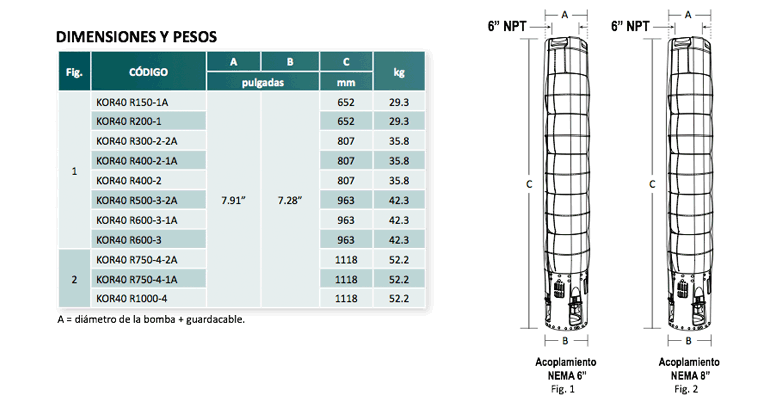 DIMENSIONES Y PESOS
Fig. CÓDIGO A B C kg
pulgadas mm
1
KOR40 R150-1A 652 29.3
KOR40 R200-1 652 29.3
KOR40 R300-2-2A 807 35.8
KOR40 R400-2-1A 807 35.8
KOR40 R400-2 807 35.8
KOR40 R500-3-2A 7.91” 7.28” 963 42.3
KOR40 R600-3-1A 963 42.3
KOR40 R600-3 963 42.3
2
KOR40 R750-4-2A 1118 52.2
KOR40 R750-4-1A 1118 52.2
KOR40 R1000-4 1118 52.2
A = diámetro de la bomba + guardacable.
A
6” NPT
C
B
Acoplamiento
NEMA 6”
Fig. 1
A
6” NPT
C
B
Acoplamiento
NEMA 8”
Fig. 2